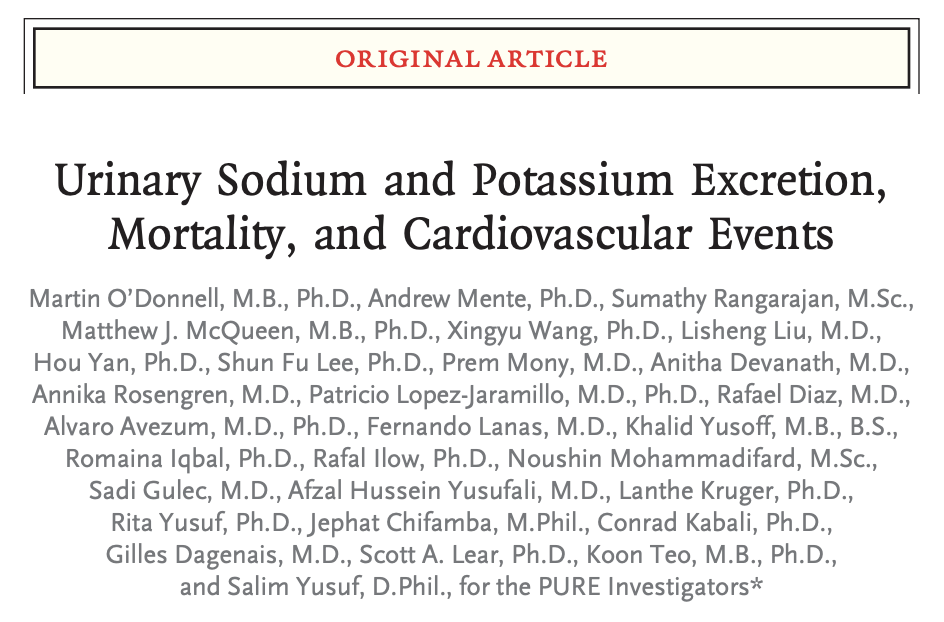 ORIGINAL ARTICLE
Urinary Sodium and Potassium Excretion,
Mortality, and Cardiovascular Events
Martin O’Donnell, M.B., Ph.D., Andrew Mente, Ph.D., Sumathy Rangarajan, M.Sc.,
Matthew J. McQueen, M.B., Ph.D., Xingyu Wang, Ph.D., Lisheng Liu, M.D.,
Hou Yan, Ph.D., Shun Fu Lee, Ph.D., Prem Mony, M.D., Anitha Devanath, M.D.,
Annika Rosengren, M.D., Patricio Lopez-Jaramillo, M.D., Ph.D., Rafael Diaz, M.D.,
Alvaro Avezum, M.D., Ph.D., Fernando Lanas, M.D., Khalid Yusoff, M.B., B.S.,
Romaina Iqbal, Ph.D., Rafal Ilow, Ph.D., Noushin Mohammadifard, M.Sc.,
Sadi Gulec, M.D., Afzal Hussein Yusufali, M.D., Lanthe Kruger, Ph.D.,
Rita Yusuf, Ph.D., Jephat Chifamba, M.Phil., Conrad Kabali, Ph.D.,
Gilles Dagenais, M.D., Scott A. Lear, Ph.D., Koon Teo, M.B., Ph.D.,
and Salim Yusuf, D.Phil., for the PURE Investigators*